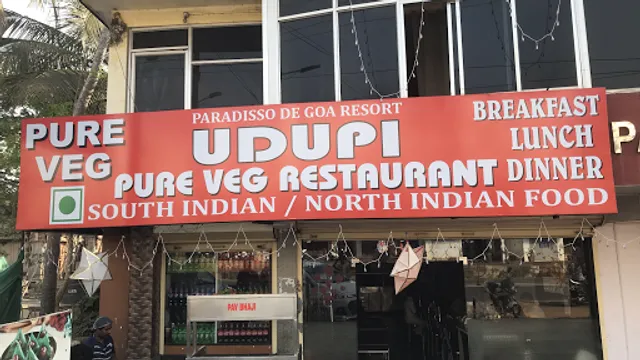 PARADISSO DE GOA RESORT
PURE
VEG
UDUPI
PURE VEG RESTAURANT
BREAKFAST
LUNCH
DINNER
SOUTH INDIAN / NORTH INDIAN FOOD
PAV BHAJI
PA